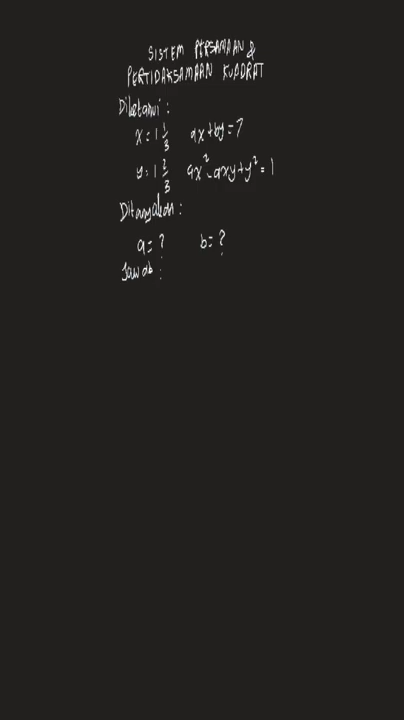 SISTEM PERSAMAAN &
PERTIDAKSAMAAN KUADRAT
Diketahui :
x = 1 1/3 ax + by = 7
y = 1 2/3 ax² - axy + y² = 1
Ditanyakan :
a = ? b = ?
Jawab :